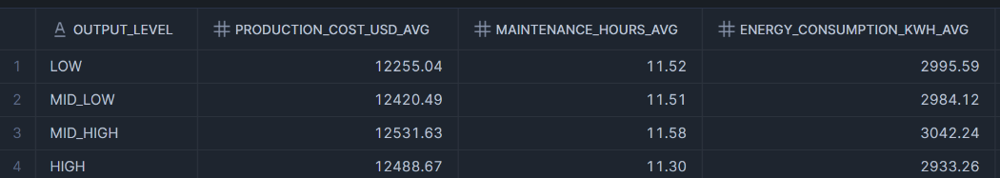 A OUTPUT_LEVEL # PRODUCTION_COST_USD_AVG # MAINTENANCE_HOURS_AVG # ENERGY_CONSUMPTION_KWH_AVG
1 LOW 12255.04 11.52 2995.59
2 MID_LOW 12420.49 11.51 2984.12
3 MID_HIGH 12531.63 11.58 3042.24
4 HIGH 12488.67 11.30 2933.26